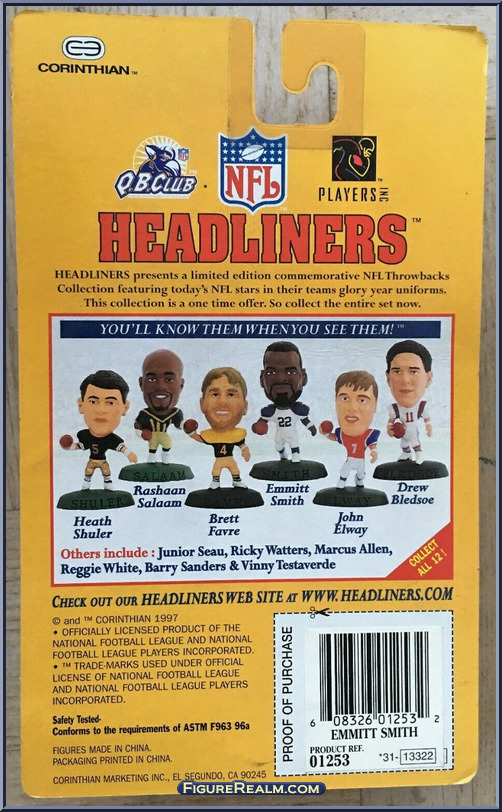 CORINTHIAN™
NFL
Q.B. CLUB
NFL
PLAYERS INC
HEADLINERS™
HEADLINERS presents a limited edition commemorative NFL Throwbacks
Collection featuring today's NFL stars in their teams glory year uniforms.
This collection is a one time offer. So collect the entire set now.
YOU'LL KNOW THEM WHEN YOU SEE THEM!™
5
4
22
7
11
SHULER
SALAAM
SMITH
ELWAY
BLEDSOE
Heath
Shuler
Rashaan
Salaam
Brett
Favre
Emmitt
Smith
John
Elway
Drew
Bledsoe
Others include : Junior Seau, Ricky Watters, Marcus Allen,
Reggie White, Barry Sanders & Vinny Testaverde
COLLECT
ALL 12!
CHECK OUT OUR HEADLINERS WEB SITE AT WWW.HEADLINERS.COM
© and ™ CORINTHIAN 1997
• OFFICIALLY LICENSED PRODUCT OF THE
NATIONAL FOOTBALL LEAGUE AND NATIONAL
FOOTBALL LEAGUE PLAYERS INCORPORATED.
• ™ TRADE-MARKS USED UNDER OFFICIAL
LICENSE OF NATIONAL FOOTBALL LEAGUE AND
NATIONAL FOOTBALL LEAGUE PLAYERS
INCORPORATED.
Safety Tested-
Conforms to the requirements of ASTM F963 96a
FIGURES MADE IN CHINA.
PACKAGING PRINTED IN CHINA.
CORINTHIAN MARKETING INC., EL SEGUNDO, CA 90245
PROOF OF PURCHASE
6 08326 01253 2
EMMITT SMITH
PRODUCT REF.
01253
*31- 13322
FIGUREREALM.COM